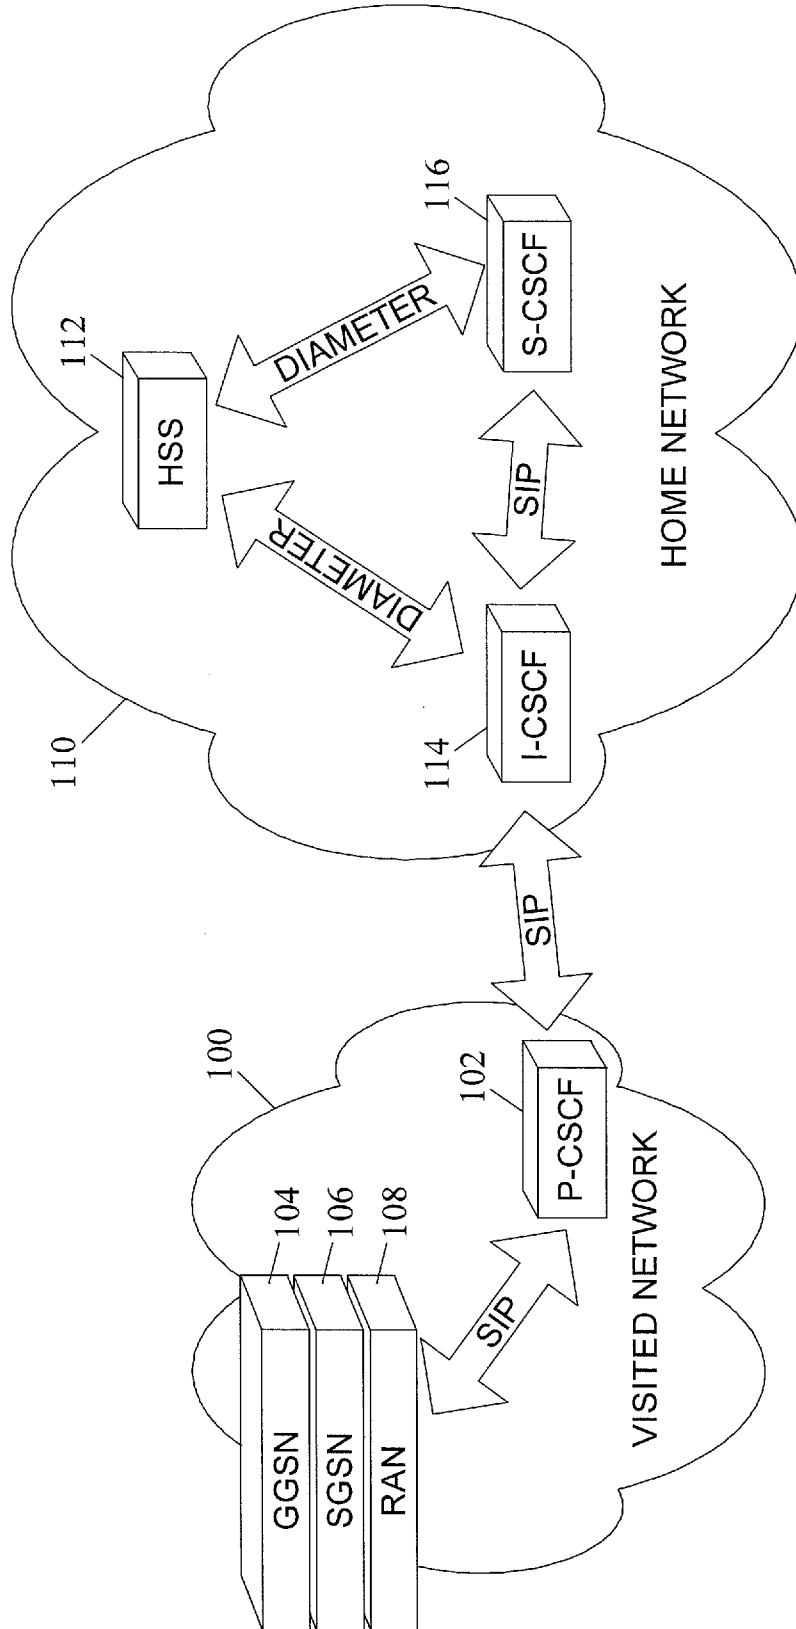 GGSN
104
SGSN
106
RAN
108
SIP
100
P-CSCF
102
VISITED NETWORK
SIP
110
HSS
112
DIAMETER
DIAMETER
I-CSCF
114
SIP
S-CSCF
116
HOME NETWORK